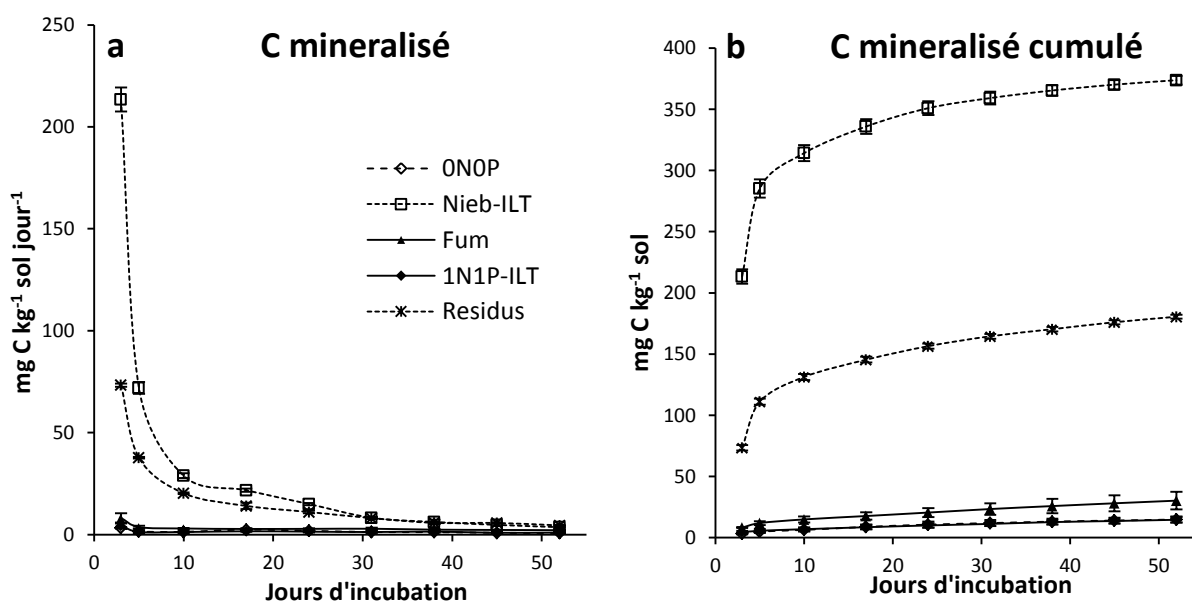 a C mineralisé
250
200
150
100
50
0
mg C kg⁻¹ sol jour⁻¹
0N0P
Nieb-ILT
Fum
1N1P-ILT
Residus
0 10 20 30 40 50
Jours d'incubation
b C mineralisé cumulé
400
350
300
250
200
150
100
50
0
mg C kg⁻¹ sol
0 10 20 30 40 50
Jours d'incubation